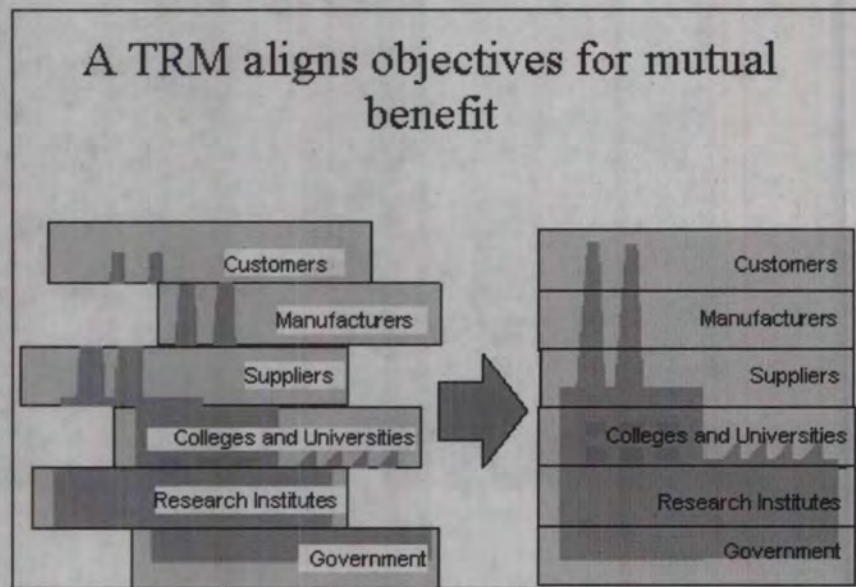 A TRM aligns objectives for mutual
benefit
Customers
Manufacturers
Suppliers
Colleges and Universities
Research Institutes
Government
Customers
Manufacturers
Suppliers
Colleges and Universities
Research Institutes
Government